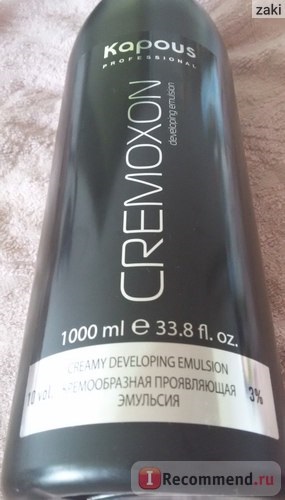 zaki
kapous
PROFESSIONAL
CREMOXON
developing emulsion
1000 ml e 33.8 fl. oz.
CREAMY DEVELOPING EMULSION
10 vol. КРЕМООБРАЗНАЯ ПРОЯВЛЯЮЩАЯ 3%
ЭМУЛЬСИЯ
I Recommend.ru